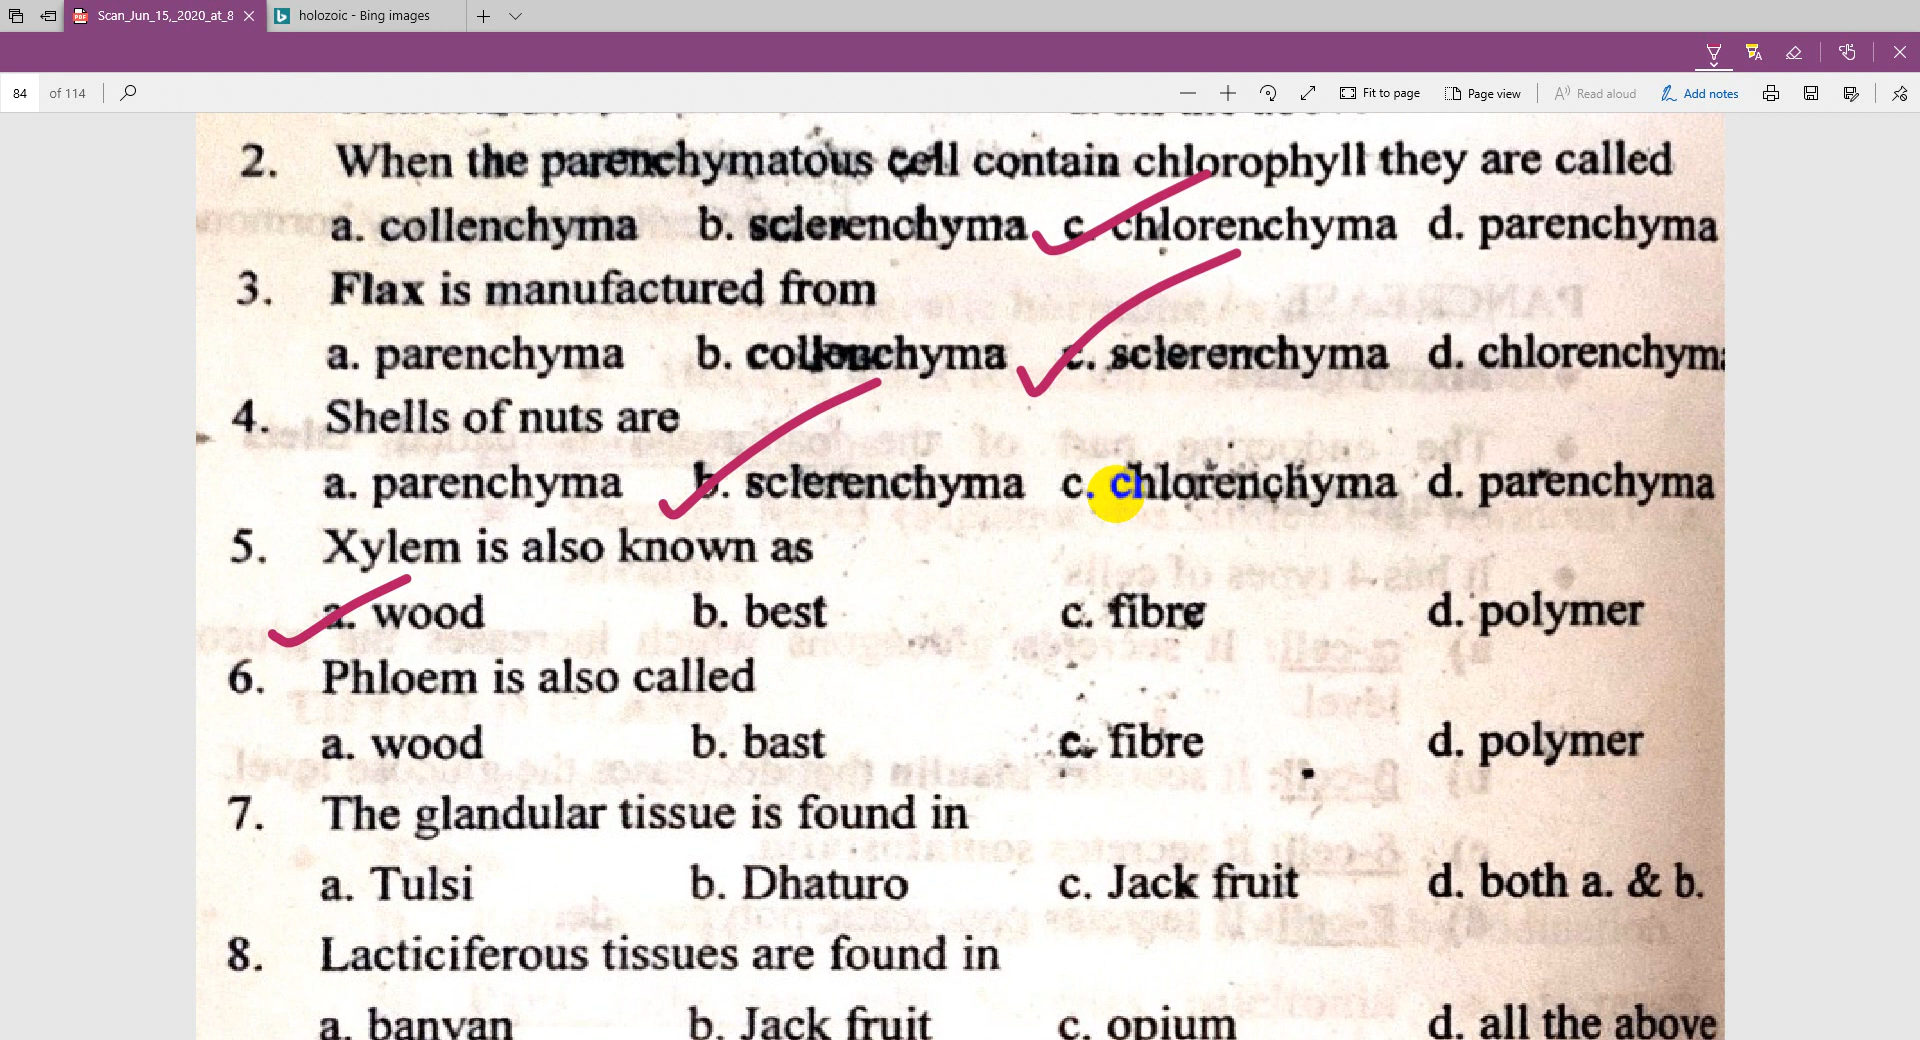 Scan_Jun_15,_2020_at_8
holozoic - Bing images
84 of 114
Fit to page
Page view
Read aloud
Add notes
2. When the parenchymatous cell contain chlorophyll they are called
a. collenchyma b. sclerenchyma c. chlorenchyma d. parenchyma
3. Flax is manufactured from
a. parenchyma b. collenchyma c. sclerenchyma d. chlorenchyma
4. Shells of nuts are
a. parenchyma b. sclerenchyma c. chlorenchyma d. parenchyma
5. Xylem is also known as
a. wood b. best c. fibre d. polymer
6. Phloem is also called
a. wood b. bast c. fibre d. polymer
7. The glandular tissue is found in
a. Tulsi b. Dhaturo c. Jack fruit d. both a. & b.
8. Lacticiferous tissues are found in
a. banyan b. Jack fruit c. opium d. all the above